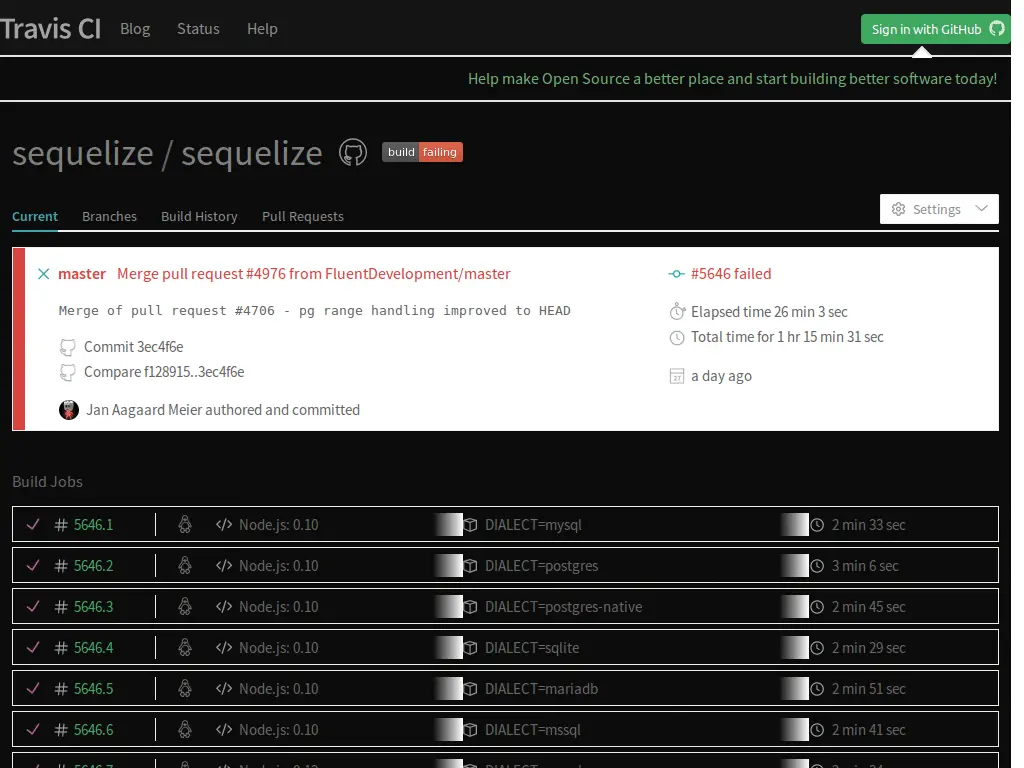 Travis CI Blog Status Help Sign in with GitHub
Help make Open Source a better place and start building better software today!
sequelize / sequelize build failing
Current Branches Build History Pull Requests Settings
master Merge pull request #4976 from FluentDevelopment/master #5646 failed
Merge of pull request #4706 - pg range handling improved to HEAD Elapsed time 26 min 3 sec
Total time for 1 hr 15 min 31 sec
Commit 3ec4f6e
Compare f128915..3ec4f6e a day ago
Jan Aagaard Meier authored and committed
Build Jobs
# 5646.1 </> Node.js: 0.10 DIALECT=mysql 2 min 33 sec
# 5646.2 </> Node.js: 0.10 DIALECT=postgres 3 min 6 sec
# 5646.3 </> Node.js: 0.10 DIALECT=postgres-native 2 min 45 sec
# 5646.4 </> Node.js: 0.10 DIALECT=sqlite 2 min 29 sec
# 5646.5 </> Node.js: 0.10 DIALECT=mariadb 2 min 51 sec
# 5646.6 </> Node.js: 0.10 DIALECT=mssql 2 min 41 sec